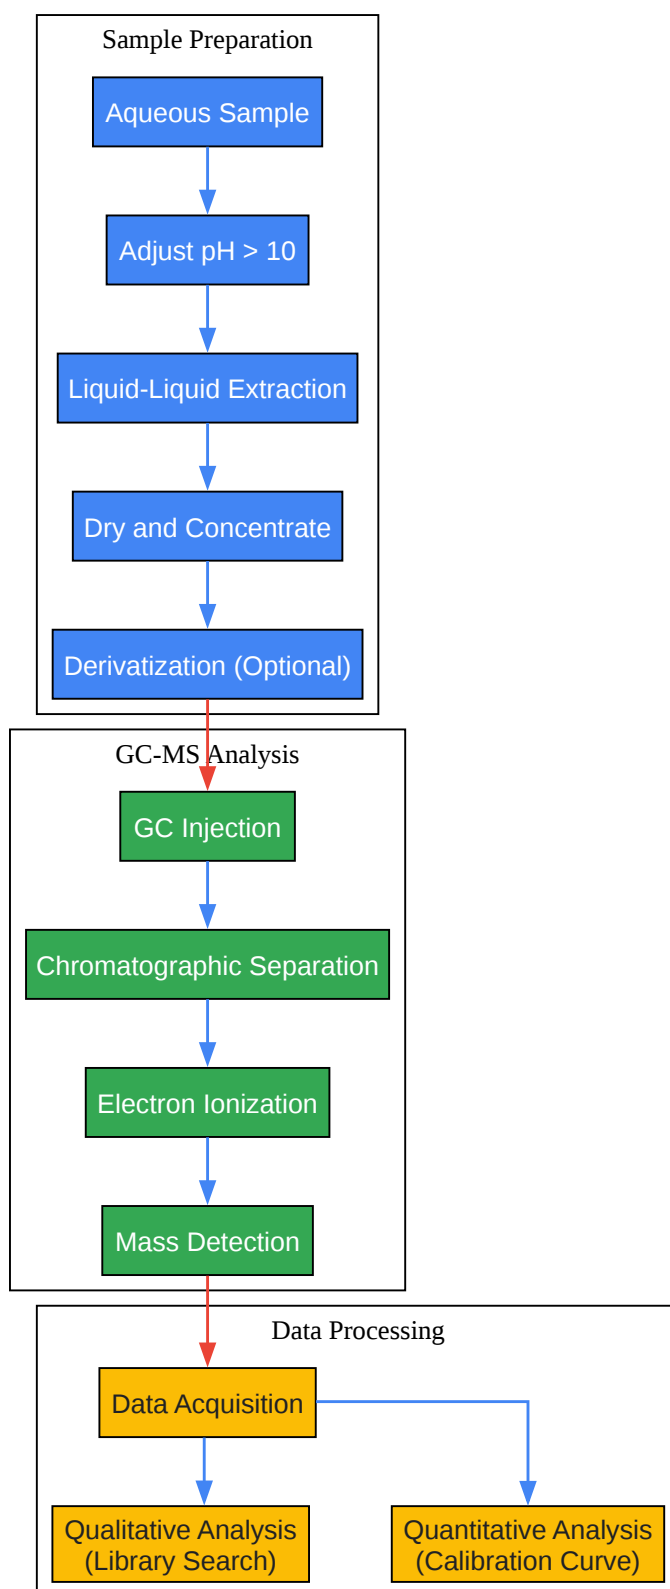 Sample Preparation
Aqueous Sample
Adjust pH > 10
Liquid-Liquid Extraction
Dry and Concentrate
Derivatization (Optional)
GC-MS Analysis
GC Injection
Chromatographic Separation
Electron Ionization
Mass Detection
Data Processing
Data Acquisition
Qualitative Analysis
(Library Search)
Quantitative Analysis
(Calibration Curve)